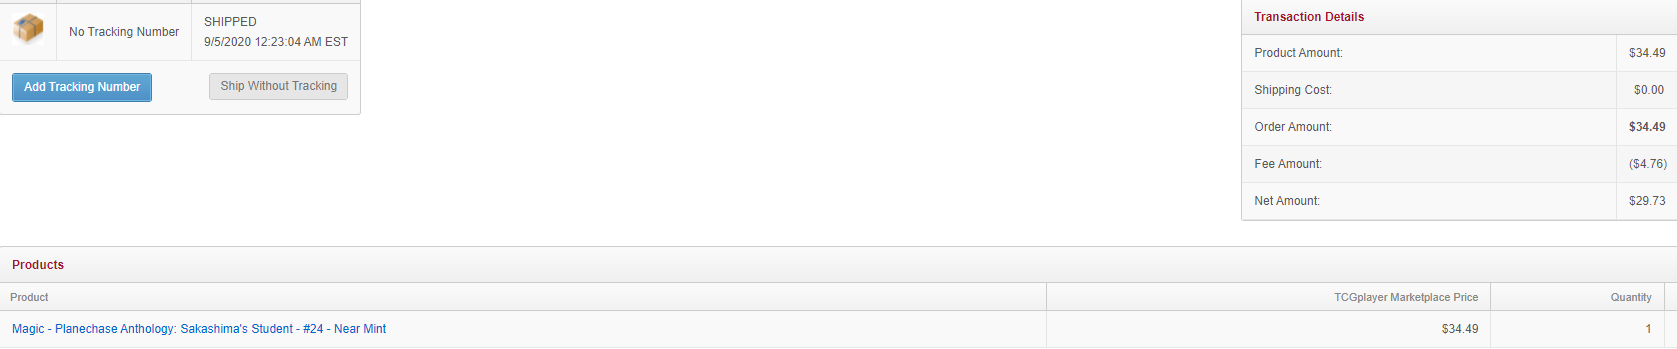 No Tracking Number
SHIPPED
9/5/2020 12:23:04 AM EST
Add Tracking Number
Ship Without Tracking
Transaction Details
Product Amount: $34.49
Shipping Cost: $0.00
Order Amount: $34.49
Fee Amount: ($4.76)
Net Amount: $29.73
Products
Product TCGplayer Marketplace Price Quantity
Magic - Planechase Anthology: Sakashima's Student - #24 - Near Mint $34.49 1